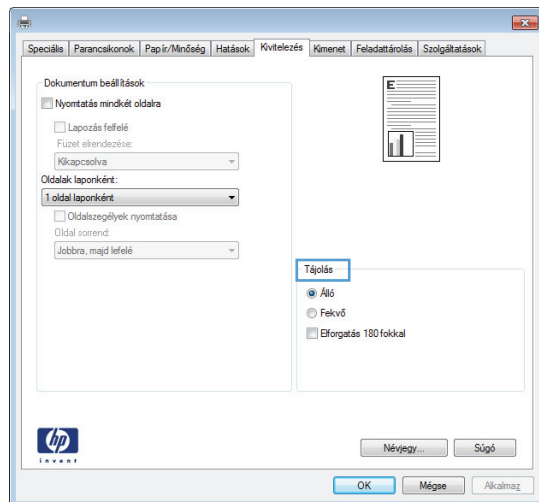 Speciális Parancsikonok Papír/Minőség Hatások Kivitelezés Kimenet Feladattárolás Szolgáltatások
Dokumentum beállítások
Nyomtatás mindkét oldalra
Lapozás felfelé
Füzet elrendezése:
Kikapcsolva
Oldalak laponként:
1 oldal laponként
Oldalszegélyek nyomtatása
Oldal sorrend:
Jobbra, majd lefelé
E
Tájolás
Álló
Fekvő
Elforgatás 180 fokkal
hp
invent
Névjegy... Súgó
OK Mégse Alkalmaz